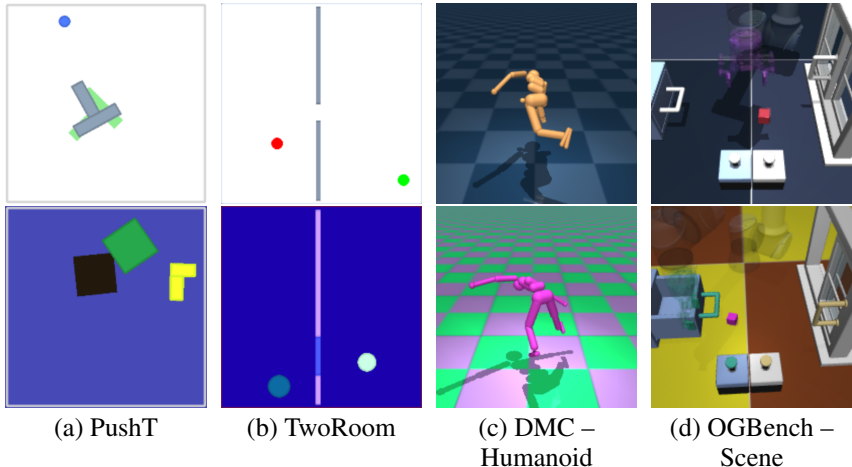 (a) PushT
(b) TwoRoom
(c) DMC –
Humanoid
(d) OGBench –
Scene